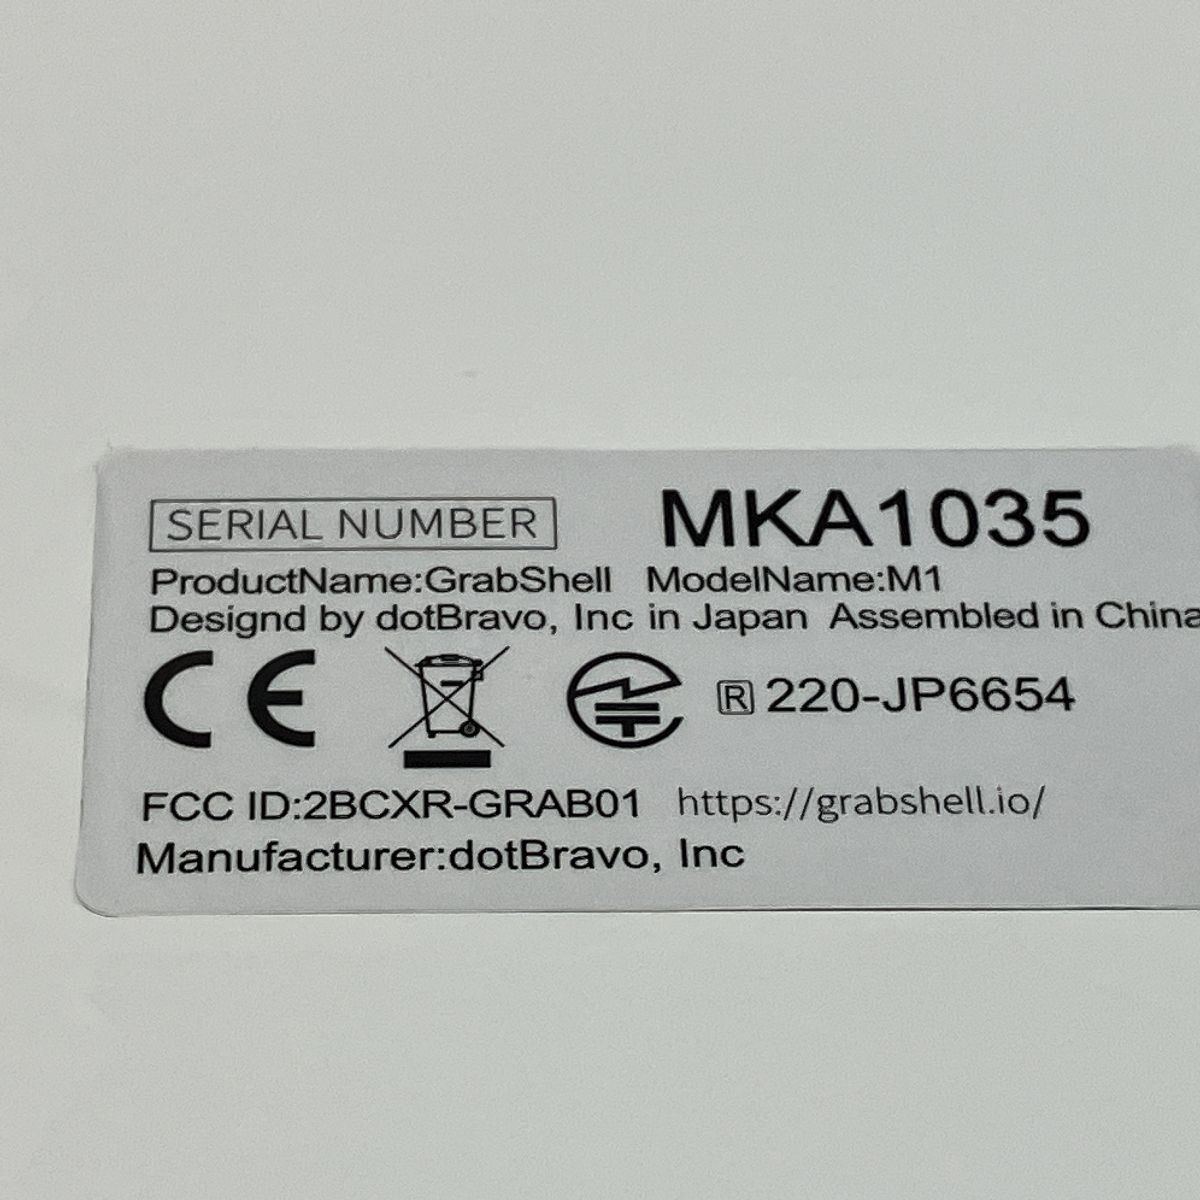 SERIAL NUMBER MKA1035
ProductName:GrabShell ModelName:M1
Designd by dotBravo, Inc in Japan Assembled in China
CE R 220-JP6654
FCC ID:2BCXR-GRAB01 https://grabshell.io/
Manufacturer:dotBravo, Inc